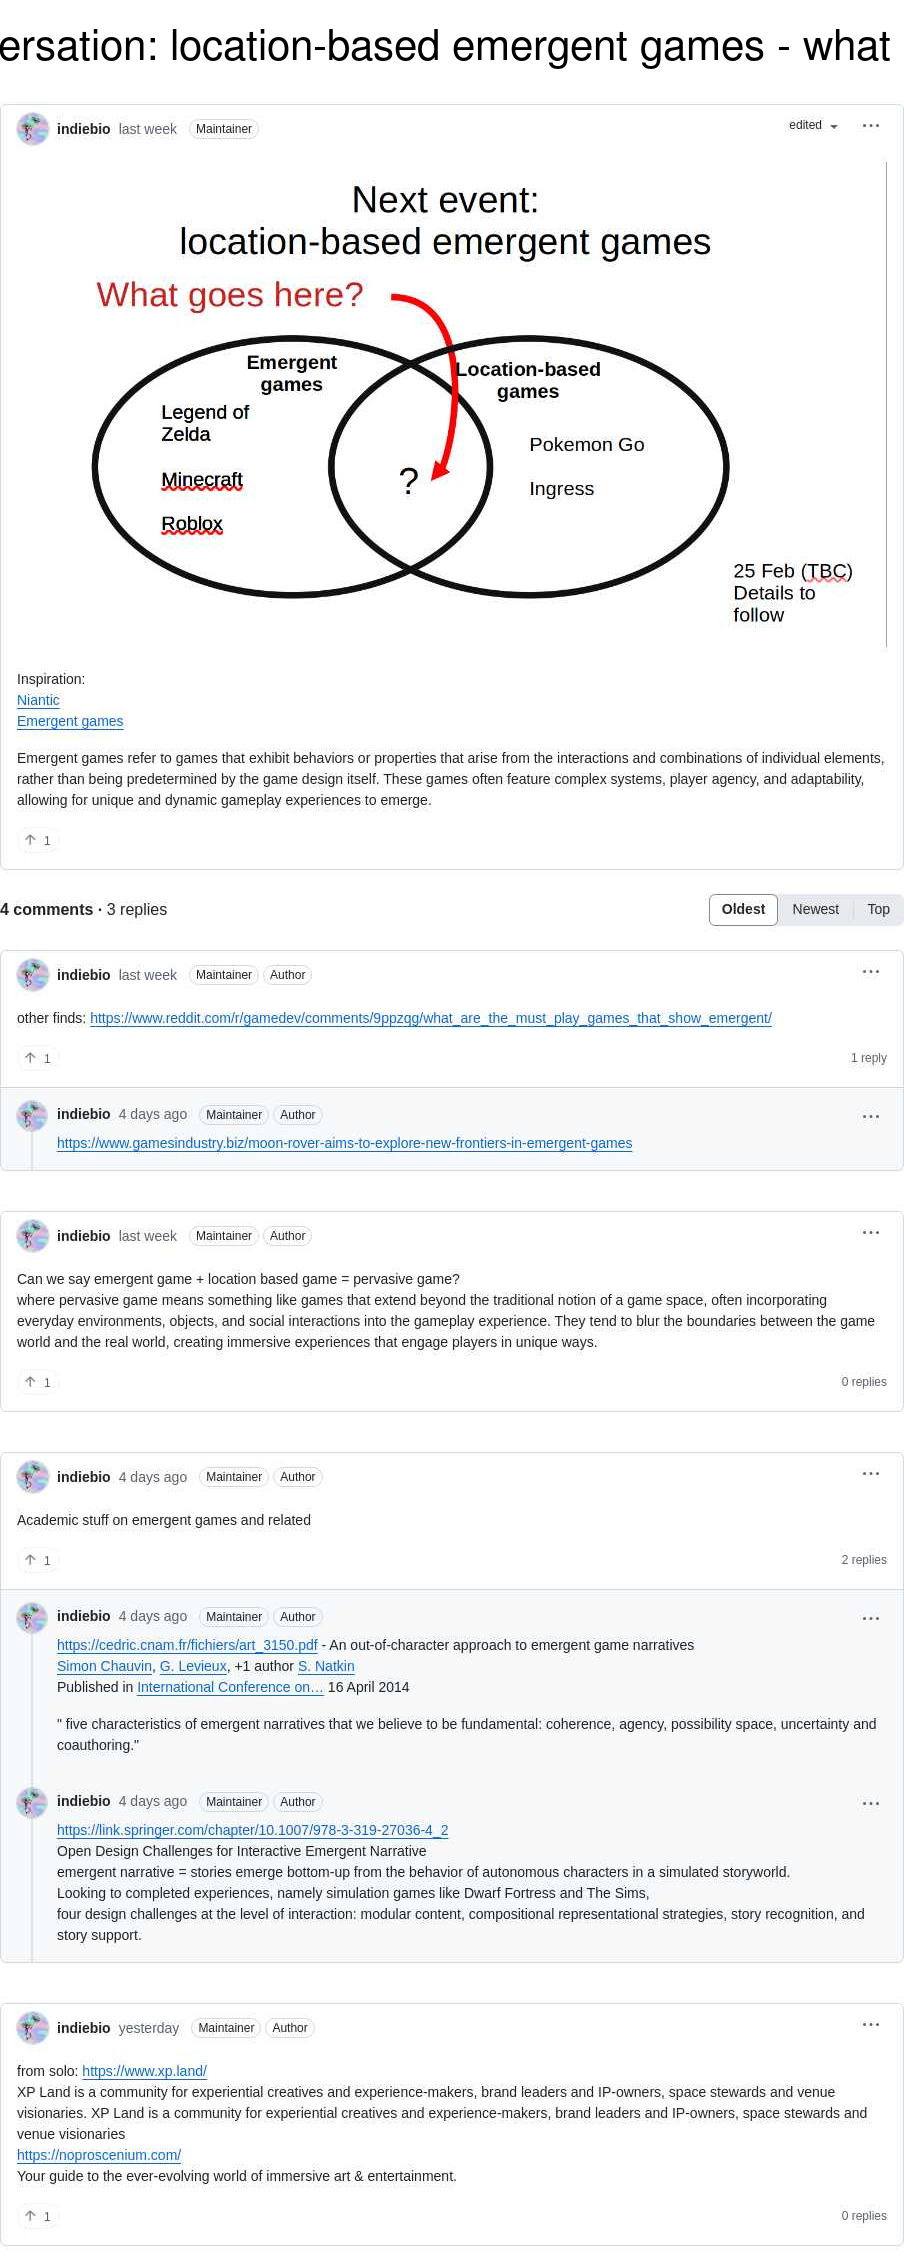 ersation: location-based emergent games - what
indiebio last week Maintainer edited
Next event:
location-based emergent games
What goes here?
Emergent
games
Location-based
games
Legend of
Zelda
Minecraft
Roblox
?
Pokemon Go
Ingress
25 Feb (TBC)
Details to
follow
Inspiration:
Niantic
Emergent games
Emergent games refer to games that exhibit behaviors or properties that arise from the interactions and combinations of individual elements,
rather than being predetermined by the game design itself. These games often feature complex systems, player agency, and adaptability,
allowing for unique and dynamic gameplay experiences to emerge.
1
4 comments · 3 replies Oldest Newest Top
indiebio last week Maintainer Author
other finds: https://www.reddit.com/r/gamedev/comments/9ppzqg/what_are_the_must_play_games_that_show_emergent/
1 1 reply
indiebio 4 days ago Maintainer Author
https://www.gamesindustry.biz/moon-rover-aims-to-explore-new-frontiers-in-emergent-games
indiebio last week Maintainer Author
Can we say emergent game + location based game = pervasive game?
where pervasive game means something like games that extend beyond the traditional notion of a game space, often incorporating
everyday environments, objects, and social interactions into the gameplay experience. They tend to blur the boundaries between the game
world and the real world, creating immersive experiences that engage players in unique ways.
1 0 replies
indiebio 4 days ago Maintainer Author
Academic stuff on emergent games and related
1 2 replies
indiebio 4 days ago Maintainer Author
https://cedric.cnam.fr/fichiers/art_3150.pdf - An out-of-character approach to emergent game narratives
Simon Chauvin, G. Levieux, +1 author S. Natkin
Published in International Conference on… 16 April 2014
" five characteristics of emergent narratives that we believe to be fundamental: coherence, agency, possibility space, uncertainty and
coauthoring."
indiebio 4 days ago Maintainer Author
https://link.springer.com/chapter/10.1007/978-3-319-27036-4_2
Open Design Challenges for Interactive Emergent Narrative
emergent narrative = stories emerge bottom-up from the behavior of autonomous characters in a simulated storyworld.
Looking to completed experiences, namely simulation games like Dwarf Fortress and The Sims,
four design challenges at the level of interaction: modular content, compositional representational strategies, story recognition, and
story support.
indiebio yesterday Maintainer Author
from solo: https://www.xp.land/
XP Land is a community for experiential creatives and experience-makers, brand leaders and IP-owners, space stewards and venue
visionaries. XP Land is a community for experiential creatives and experience-makers, brand leaders and IP-owners, space stewards and
venue visionaries
https://noproscenium.com/
Your guide to the ever-evolving world of immersive art & entertainment.
1 0 replies